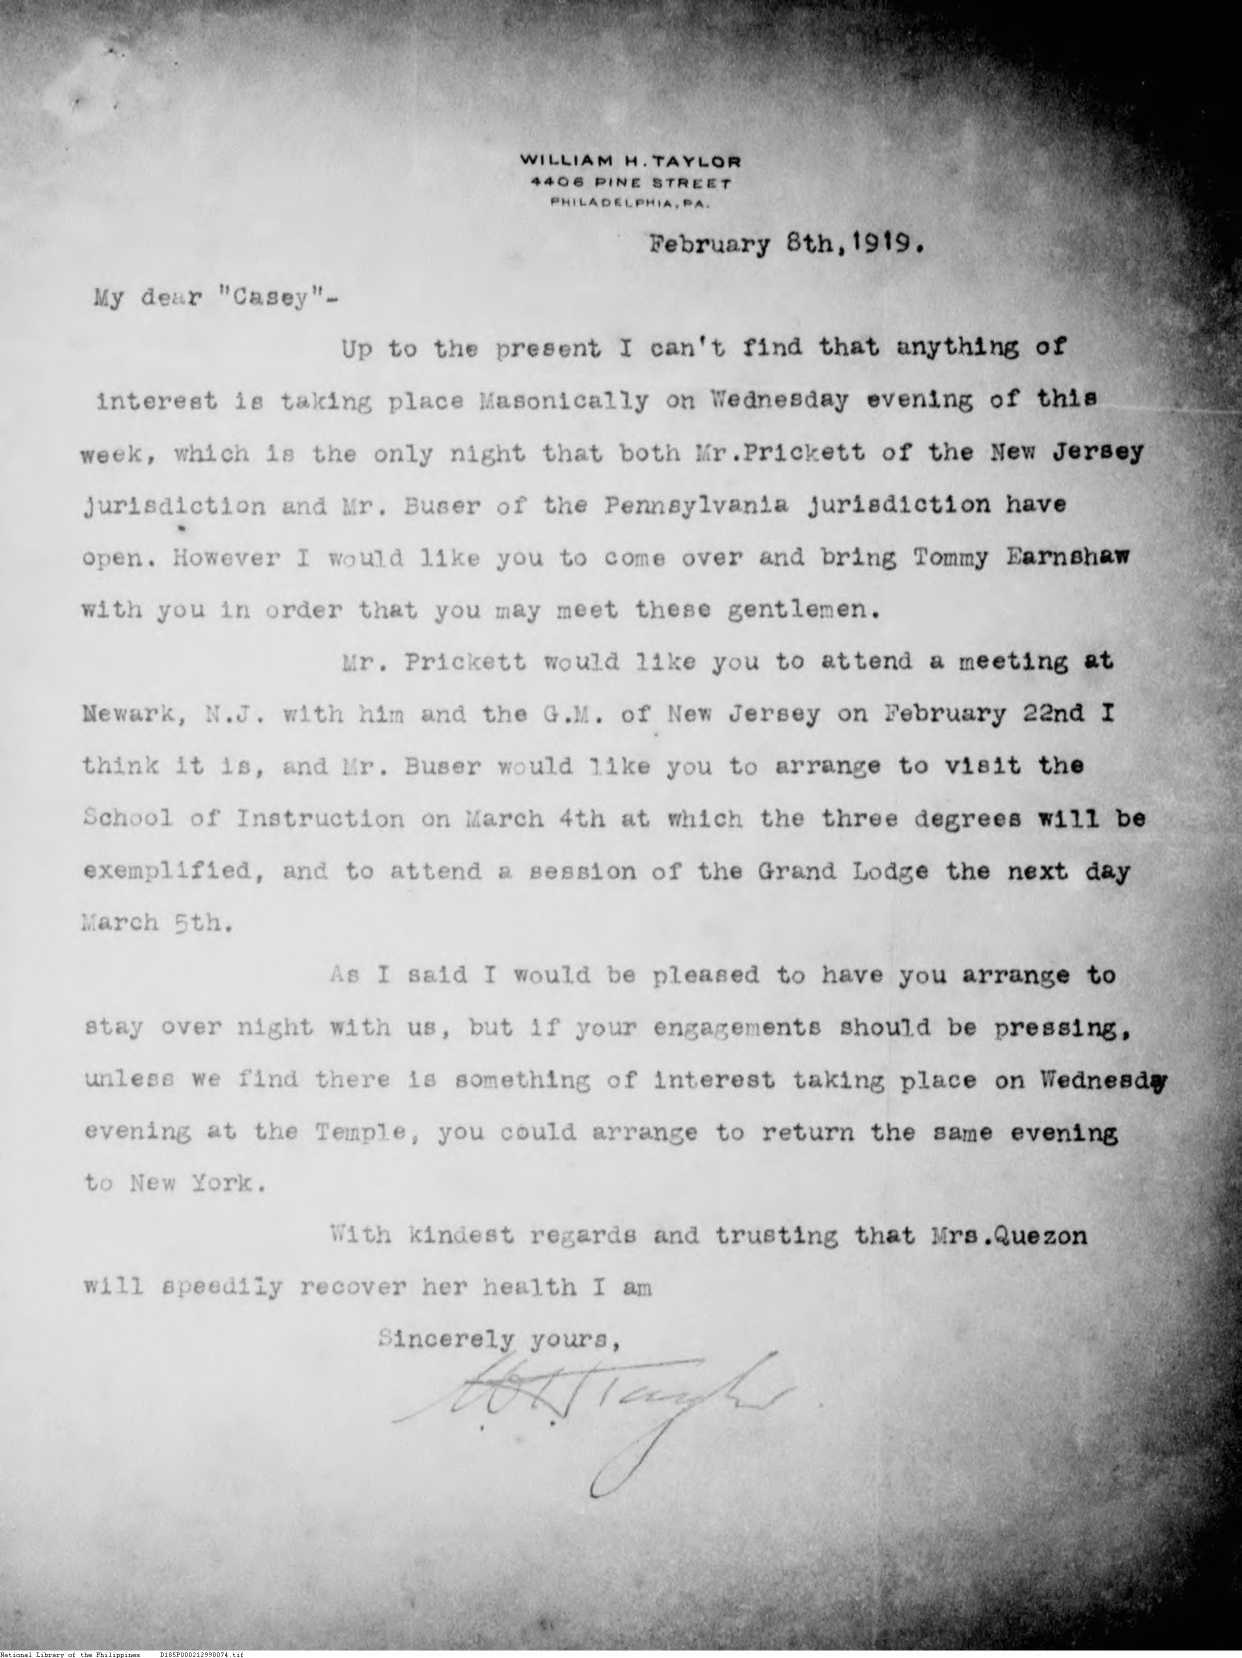 WILLIAM H. TAYLOR
4406 PINE STREET
PHILADELPHIA, PA.
February 8th, 1919.
My dear "Casey"-
Up to the present I can't find that anything of
interest is taking place Masonically on Wednesday evening of this
week, which is the only night that both Mr.Prickett of the New Jersey
jurisdiction and Mr. Buser of the Pennsylvania jurisdiction have
open. However I would like you to come over and bring Tommy Earnshaw
with you in order that you may meet these gentlemen.
Mr. Prickett would like you to attend a meeting at
Newark, N.J. with him and the G.M. of New Jersey on February 22nd I
think it is, and Mr. Buser would like you to arrange to visit the
School of Instruction on March 4th at which the three degrees will be
exemplified, and to attend a session of the Grand Lodge the next day
March 5th.
As I said I would be pleased to have you arrange to
stay over night with us, but if your engagements should be pressing,
unless we find there is something of interest taking place on Wednesdy
evening at the Temple, you could arrange to return the same evening
to New York.
With kindest regards and trusting that Mrs.Quezon
will speedily recover her health I am
Sincerely yours,
W.H.Taylor
National Library of the Philippines D185P000212990074.tif